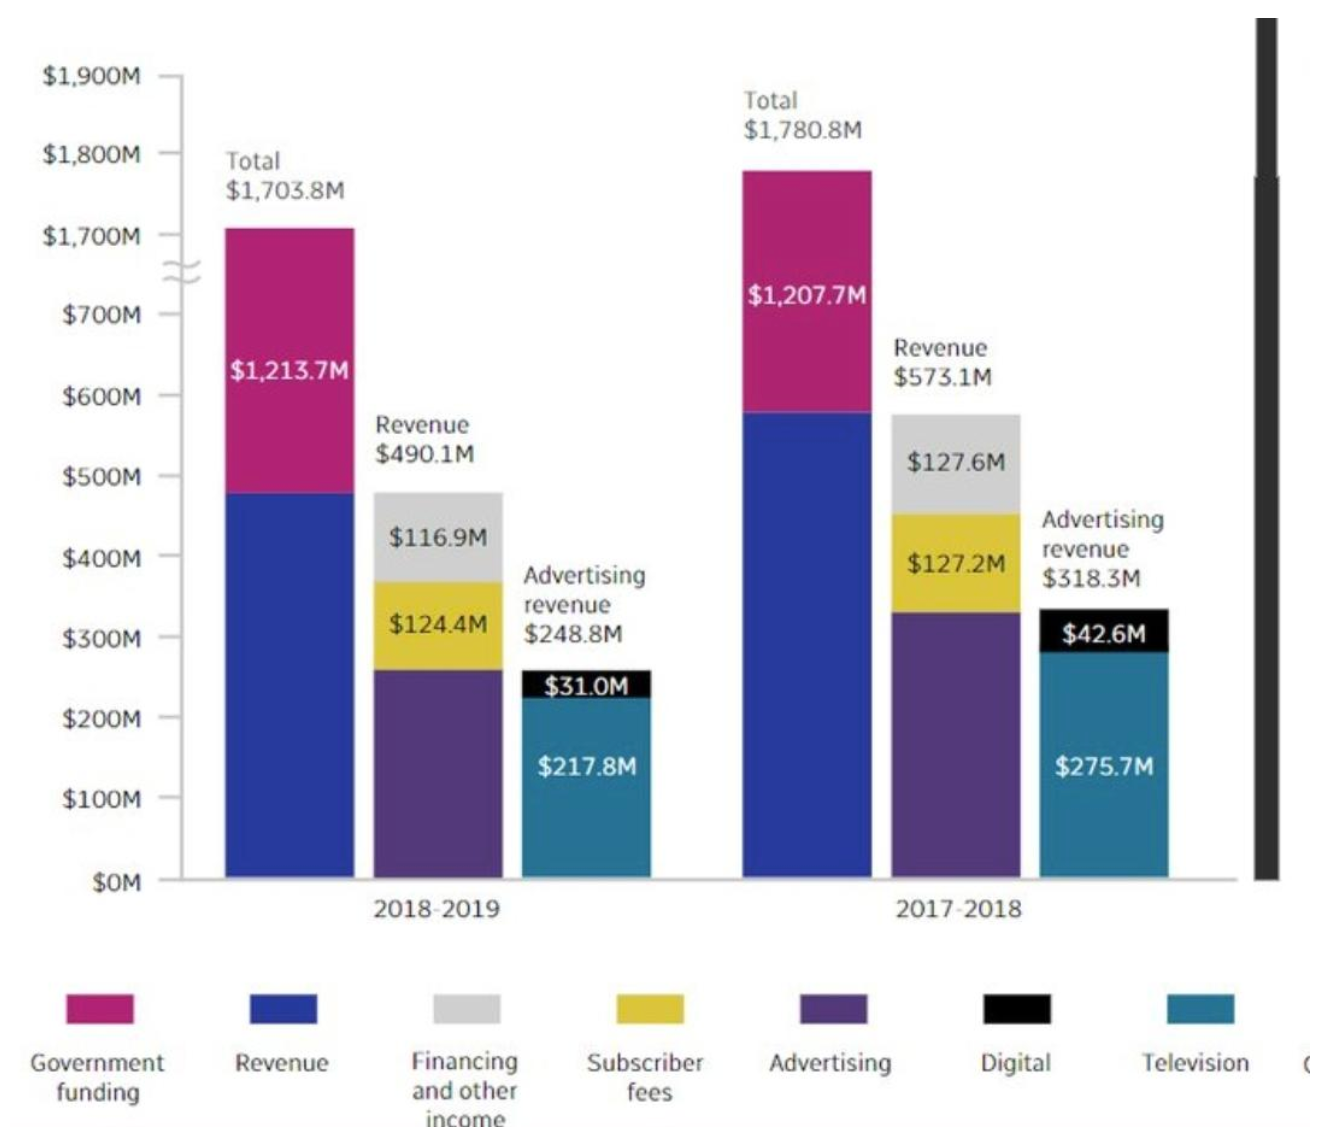 $1,900M
$1,800M
$1,700M
$700M
$600M
$500M
$400M
$300M
$200M
$100M
$0M
Total
$1,703.8M
$1,213.7M
Revenue
$490.1M
$116.9M
$124.4M
Advertising
revenue
$248.8M
$31.0M
$217.8M
2018-2019
Total
$1,780.8M
$1,207.7M
Revenue
$573.1M
$127.6M
$127.2M
Advertising
revenue
$318.3M
$42.6M
$275.7M
2017-2018
Government
funding
Revenue
Financing
and other
income
Subscriber
fees
Advertising
Digital
Television